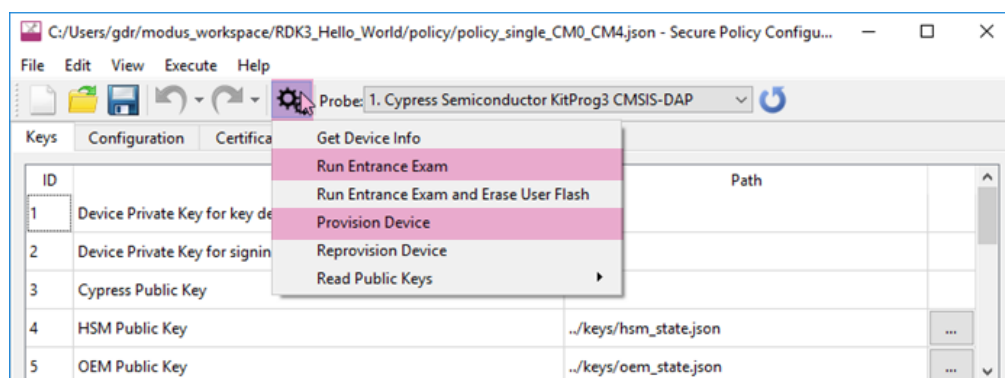 C:/Users/gdr/modus_workspace/RDK3_Hello_World/policy/policy_single_CM0_CM4.json - Secure Policy Configu...
File Edit View Execute Help
Probe: 1. Cypress Semiconductor KitProg3 CMSIS-DAP
Keys Configuration Certifica
Get Device Info
Run Entrance Exam
Run Entrance Exam and Erase User Flash
Provision Device
Reprovision Device
Read Public Keys
ID Path
1 Device Private Key for key de
2 Device Private Key for signin
3 Cypress Public Key
4 HSM Public Key ../keys/hsm_state.json ...
5 OEM Public Key ../keys/oem_state.json ...